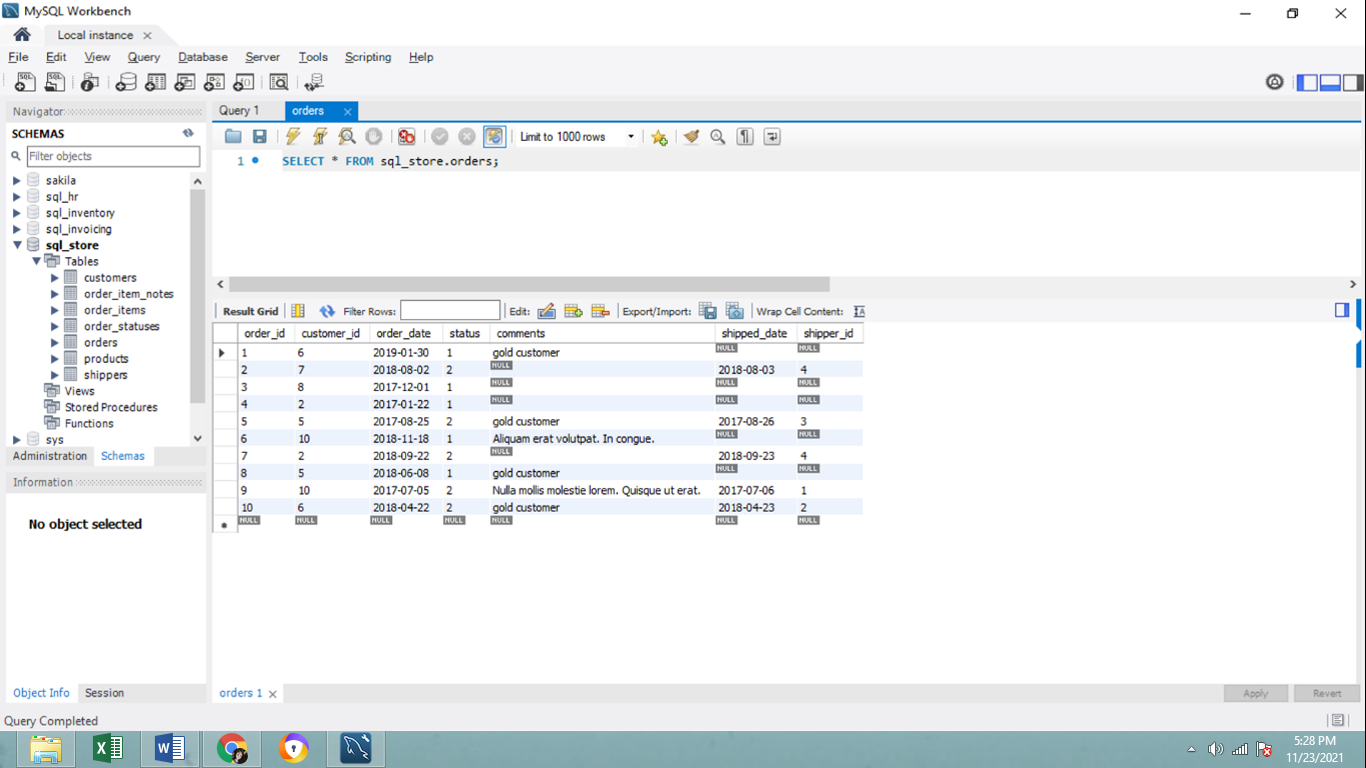 MySQL Workbench
Local instance
File Edit View Query Database Server Tools Scripting Help
Navigator
Query 1 orders
SCHEMAS
Filter objects
Limit to 1000 rows
1 SELECT * FROM sql_store.orders;
sakila
sql_hr
sql_inventory
sql_invoicing
sql_store
Tables
customers
order_item_notes
order_items
order_statuses
orders
products
shippers
Views
Stored Procedures
Functions
sys
Administration Schemas
Information
No object selected
Object Info Session
Result Grid Filter Rows: Edit: Export/Import: Wrap Cell Content:
order_id customer_id order_date status comments shipped_date shipper_id
1 6 2019-01-30 1 gold customer NULL NULL
2 7 2018-08-02 2 NULL 2018-08-03 4
3 8 2017-12-01 1 NULL NULL NULL
4 2 2017-01-22 1 NULL NULL NULL
5 5 2017-08-25 2 gold customer 2017-08-26 3
6 10 2018-11-18 1 Aliquam erat volutpat. In congue. NULL NULL
7 2 2018-09-22 2 NULL 2018-09-23 4
8 5 2018-06-08 1 gold customer NULL NULL
9 10 2017-07-05 2 Nulla mollis molestie lorem. Quisque ut erat. 2017-07-06 1
10 6 2018-04-22 2 gold customer 2018-04-23 2
NULL NULL NULL NULL NULL NULL NULL
orders 1
Apply Revert
Query Completed
5:28 PM
11/23/2021